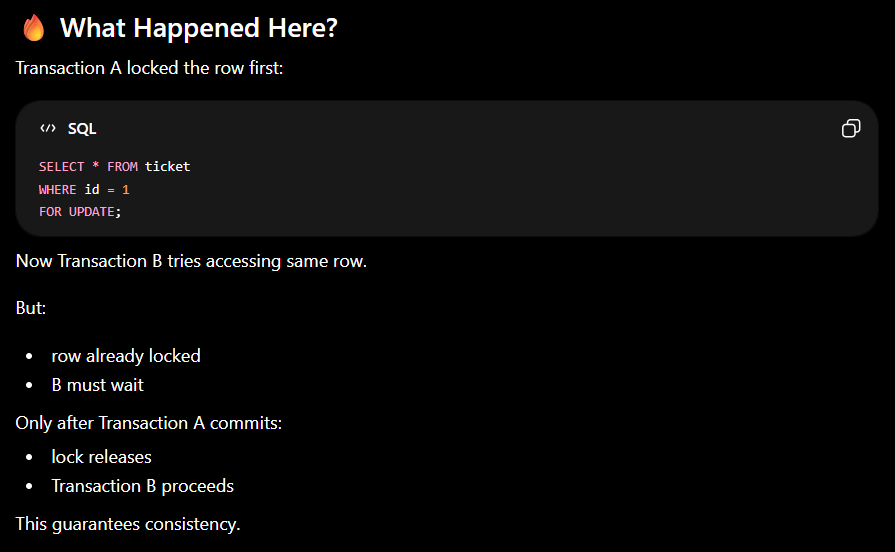 🔥 What Happened Here?
Transaction A locked the row first:
</> SQL
SELECT * FROM ticket
WHERE id = 1
FOR UPDATE;
Now Transaction B tries accessing same row.
But:
• row already locked
• B must wait
Only after Transaction A commits:
• lock releases
• Transaction B proceeds
This guarantees consistency.